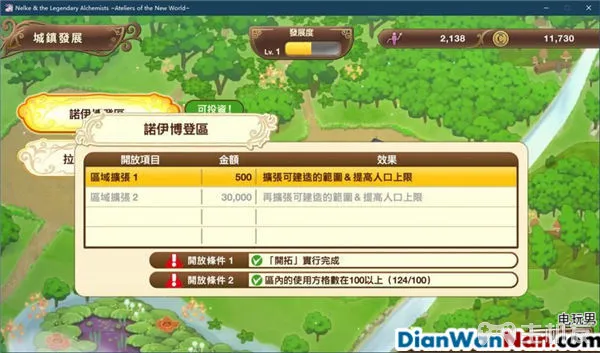 Nelke & the Legendary Alchemists ~Ateliers of the New World~
城鎮發展
發展度
Lv. 1
2,138
11,730
諾伊博登區
可投資!
諾伊博登區
拉
開放項目 金額 效果
區域擴張 1 500 擴張可建造的範圍&提高人口上限
區域擴張 2 30,000 再擴張可建造的範圍&提高人口上限
開放條件 1 「開拓」實行完成
開放條件 2 區內的使用方格數在100以上 (124/100)
电玩男
DianWanNan.com